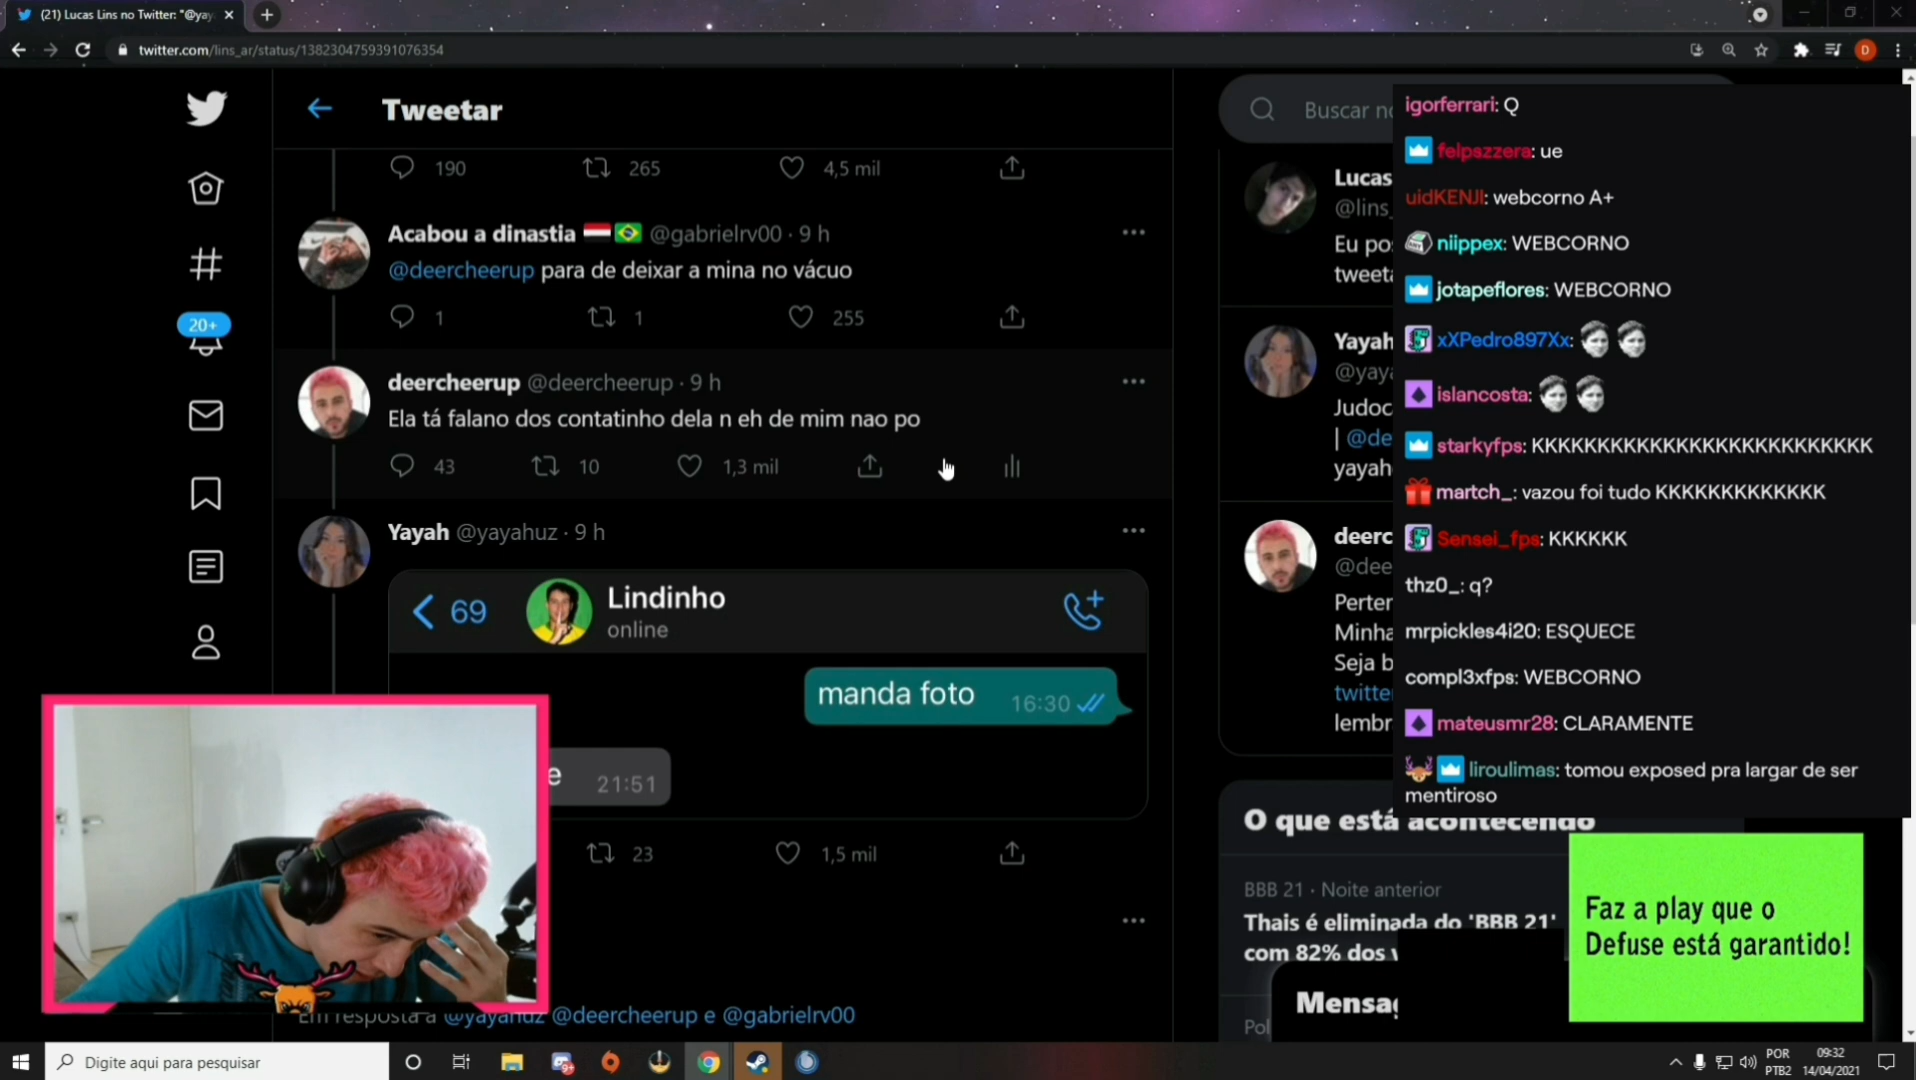 (21) Lucas Lins no Twitter: "@yay
twitter.com/lins_ar/status/1382304759391076354
D
Tweetar
190 265 4,5 mil
Acabou a dinastia @gabrielrv00 · 9 h
@deercheerup para de deixar a mina no vácuo
1 1 255
20+
deercheerup @deercheerup · 9 h
Ela tá falano dos contatinho dela n eh de mim nao po
43 10 1,3 mil
Yayah @yayahuz · 9 h
69 Lindinho
online
manda foto 16:30
e 21:51
23 1,5 mil
Em resposta a @yayahuz @deercheerup e @gabrielrv00
Buscar no
Lucas
@lins_
Eu pos
tweeta
Yayah
@yaya
Judoc
| @de
yayah
deerc
@dee
Perter
Minha
Seja b
twitte
lembr
O que está acontecendo
BBB 21 · Noite anterior
Thais é eliminada do 'BBB 21'
com 82% dos v
Mensag
Pol
igorferrari: Q
felpszzera: ue
uidKENJI: webcorno A+
niippex: WEBCORNO
jotapeflores: WEBCORNO
xXPedro897Xx:
islancosta:
starkyfps: KKKKKKKKKKKKKKKKKKKKKKKKKK
martch_: vazou foi tudo KKKKKKKKKKKKK
Sensei_fps: KKKKKK
thz0_: q?
mrpickles4i20: ESQUECE
compl3xfps: WEBCORNO
mateusmr28: CLARAMENTE
liroulimas: tomou exposed pra largar de ser
mentiroso
Faz a play que o
Defuse está garantido!
Digite aqui para pesquisar
9+
POR
PTB2
09:32
14/04/2021